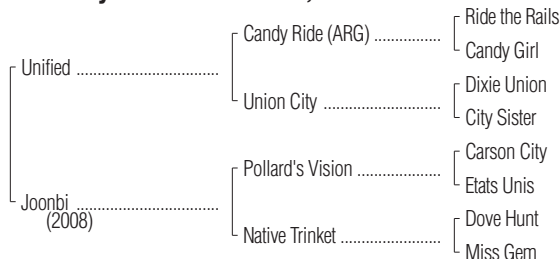 Ride the Rails
Candy Ride (ARG) ................
Candy Girl
Unified ..................................
Dixie Union
Union City ............................
City Sister
Carson City
Pollard's Vision ....................
Etats Unis
Joonbi ...................................
(2008)
Dove Hunt
Native Trinket ........................
Miss Gem